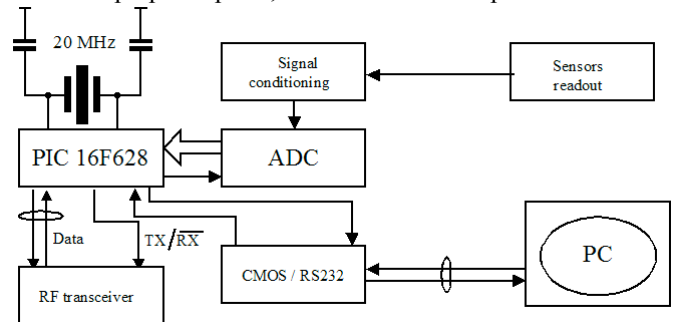 20 MHz
Signal
conditioning
Sensors
readout
PIC 16F628
ADC
Data
TX/RX
CMOS / RS232
PC
RF transceiver